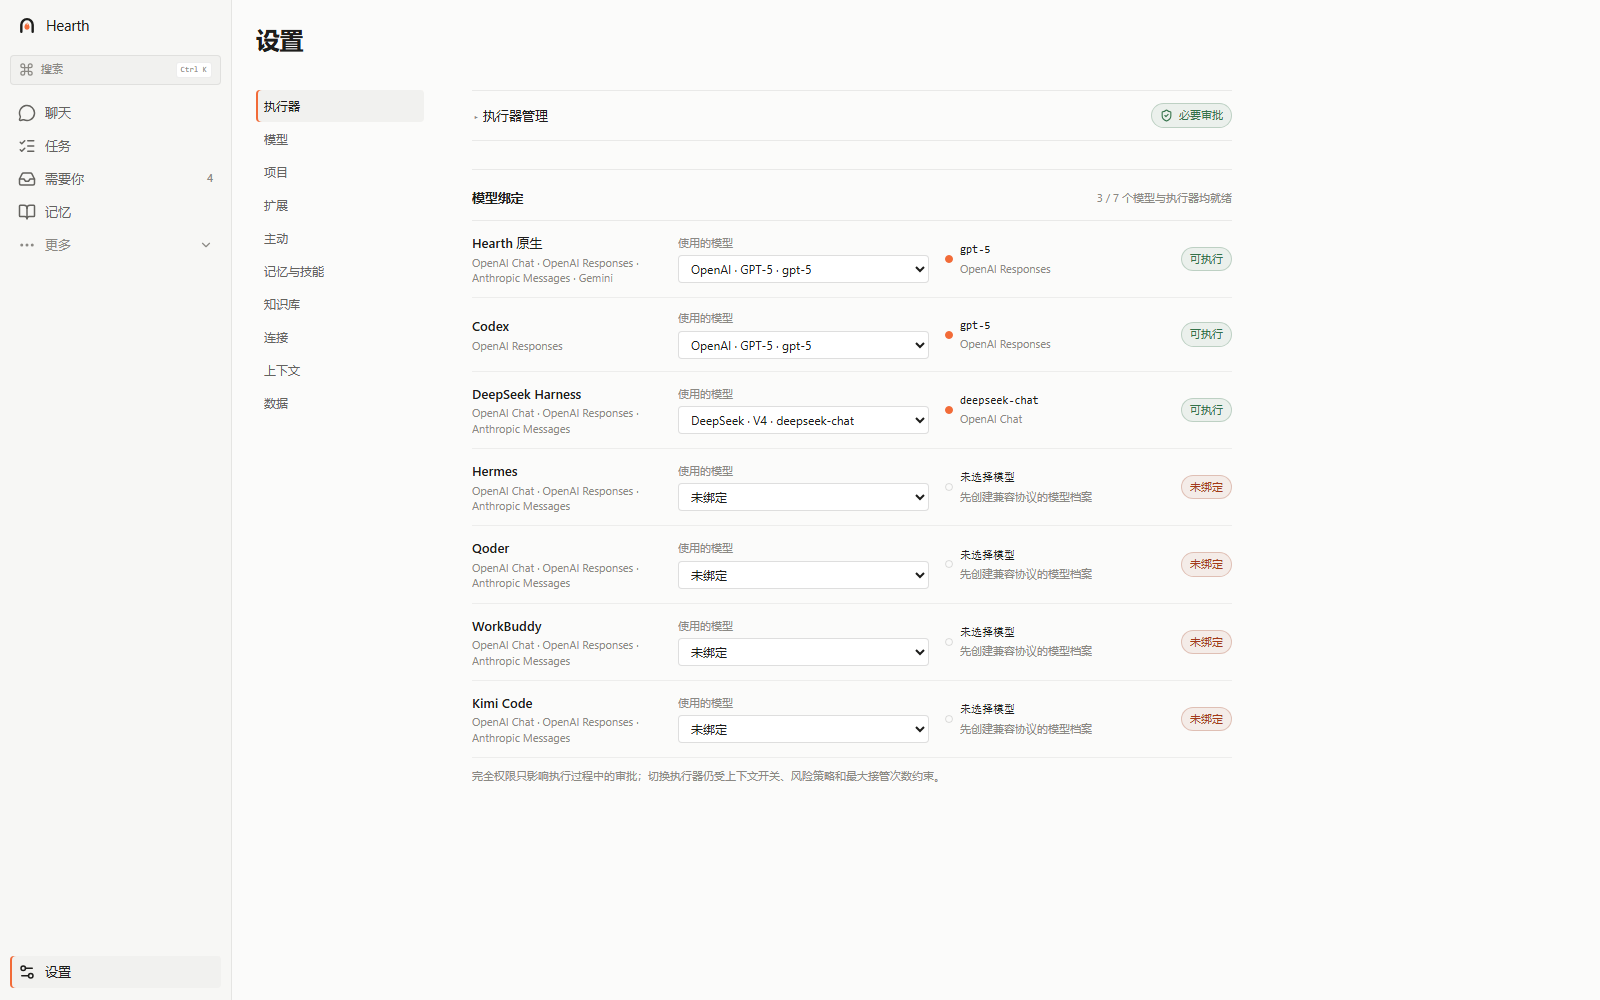 Hearth
搜索
Ctrl K
聊天
任务
需要你
4
记忆
更多
设置
设置
执行器
模型
项目
扩展
主动
记忆与技能
知识库
连接
上下文
数据
执行器管理
必要审批
模型绑定
3 / 7 个模型与执行器均就绪
Hearth 原生
OpenAI Chat · OpenAI Responses ·
Anthropic Messages · Gemini
使用的模型
OpenAI · GPT-5 · gpt-5
gpt-5
OpenAI Responses
可执行
Codex
OpenAI Responses
使用的模型
OpenAI · GPT-5 · gpt-5
gpt-5
OpenAI Responses
可执行
DeepSeek Harness
OpenAI Chat · OpenAI Responses ·
Anthropic Messages
使用的模型
DeepSeek · V4 · deepseek-chat
deepseek-chat
OpenAI Chat
可执行
Hermes
OpenAI Chat · OpenAI Responses ·
Anthropic Messages
使用的模型
未绑定
未选择模型
先创建兼容协议的模型档案
未绑定
Qoder
OpenAI Chat · OpenAI Responses ·
Anthropic Messages
使用的模型
未绑定
未选择模型
先创建兼容协议的模型档案
未绑定
WorkBuddy
OpenAI Chat · OpenAI Responses ·
Anthropic Messages
使用的模型
未绑定
未选择模型
先创建兼容协议的模型档案
未绑定
Kimi Code
OpenAI Chat · OpenAI Responses ·
Anthropic Messages
使用的模型
未绑定
未选择模型
先创建兼容协议的模型档案
未绑定
完全权限只影响执行过程中的审批；切换执行器仍受上下文开关、风险策略和最大接管次数约束。